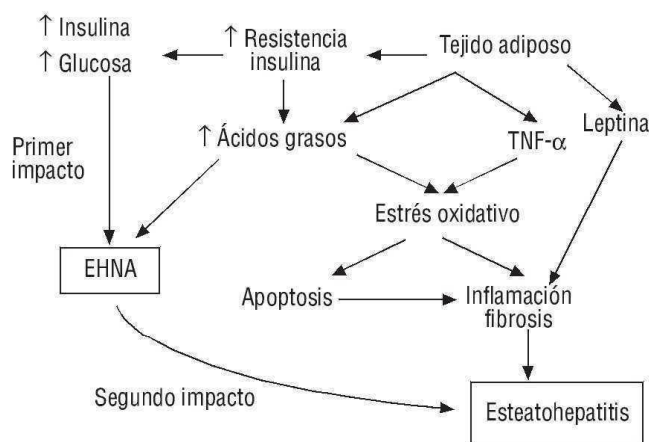 ↑ Insulina
↑ Glucosa
↑ Resistencia
insulina
Tejido adiposo
Primer
impacto
↑ Ácidos grasos
TNF-α
Leptina
Estrés oxidativo
EHNA
Apoptosis
Inflamación
fibrosis
Segundo impacto
Esteatohepatitis